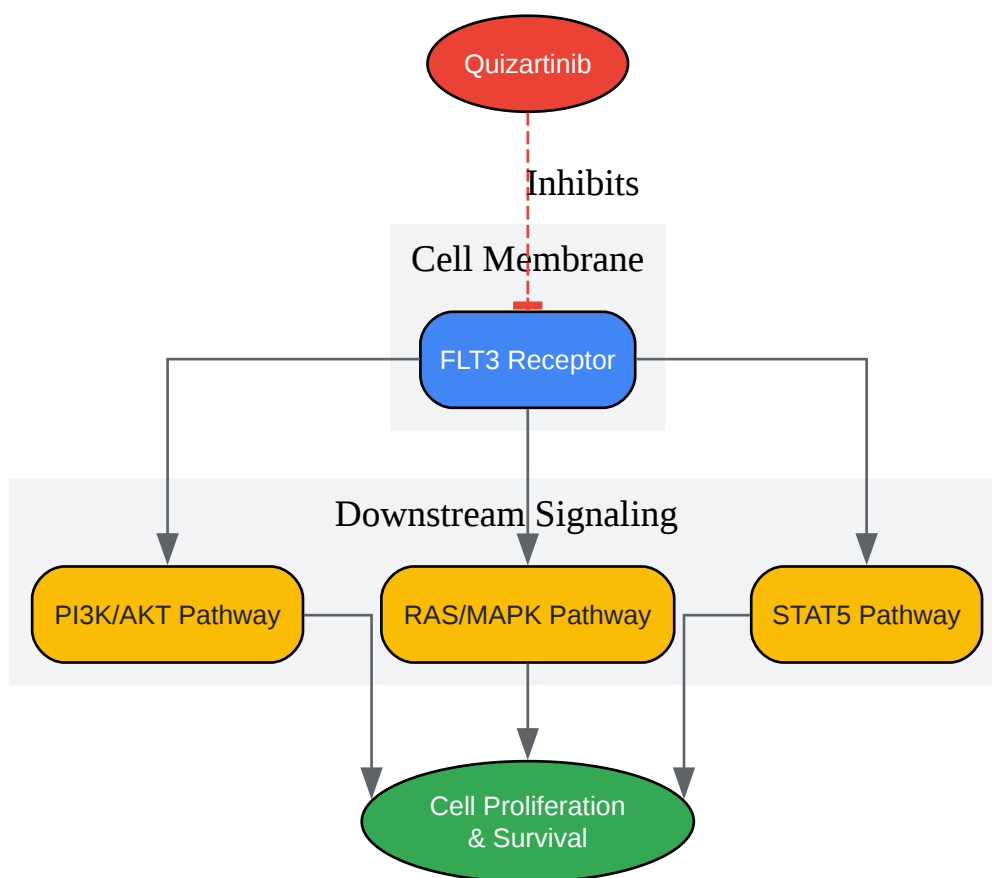 Quizartinib
Inhibits
Cell Membrane
FLT3 Receptor
Downstream Signaling
PI3K/AKT Pathway
RAS/MAPK Pathway
STAT5 Pathway
Cell Proliferation
& Survival